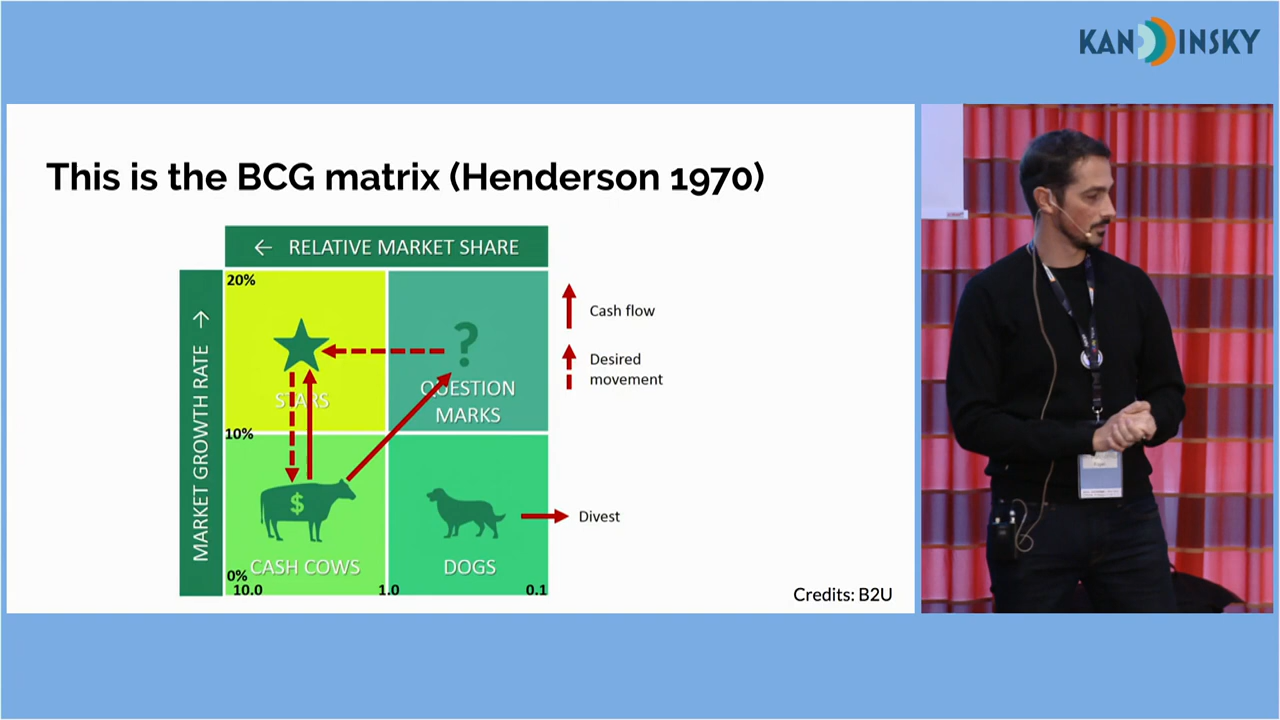 KANDINSKY
This is the BCG matrix (Henderson 1970)
← RELATIVE MARKET SHARE
MARKET GROWTH RATE →
20%
STARS
?
QUESTION
MARKS
10%
$
CASH COWS
DOGS
0%
10.0
1.0
0.1
Cash flow
Desired
movement
Divest
Credits: B2U